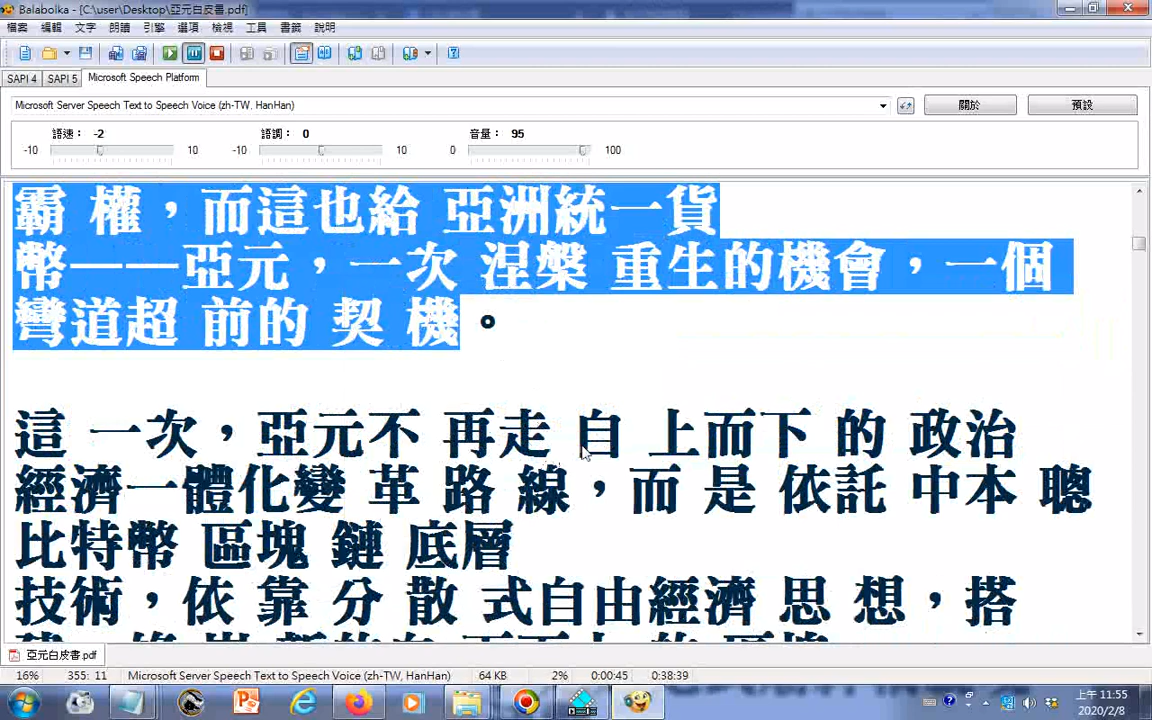 Balabolka - [C:\user\Desktop\亞元白皮書.pdf]
檔案 編輯 文字 朗讀 引擎 選項 檢視 工具 書籤 說明
SAPI 4 SAPI 5 Microsoft Speech Platform
Microsoft Server Speech Text to Speech Voice (zh-TW, HanHan) 關於 預設
語速： -2 語調： 0 音量： 95
-10 10 -10 10 0 100
霸 權，而這也給 亞洲統一貨
幣——亞元，一次 涅槃 重生的機會，一個
彎道超 前的 契 機。
這 一次，亞元不 再走 自 上而下 的 政治
經濟一體化變 革 路 線，而 是 依託 中本 聰
比特幣 區塊 鏈 底層
技術，依 靠 分 散 式自由經濟 思 想，搭
亞元白皮書.pdf
16% 355: 11 Microsoft Server Speech Text to Speech Voice (zh-TW, HanHan) 64 KB 2% 0:00:45 0:38:39
上午 11:55
2020/2/8